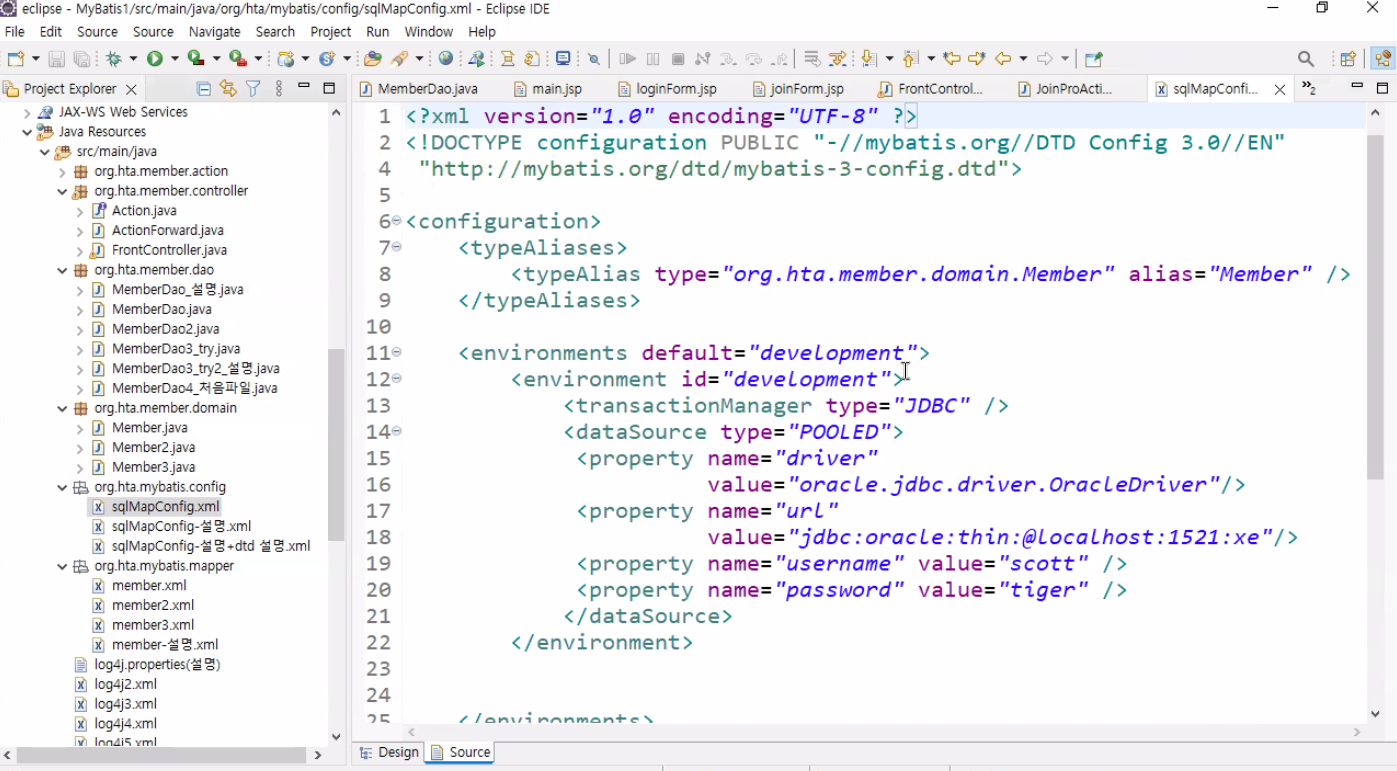 eclipse - MyBatis1/src/main/java/org/hta/mybatis/config/sqlMapConfig.xml - Eclipse IDE
File Edit Source Source Navigate Search Project Run Window Help
Project Explorer
MemberDao.java main.jsp loginForm.jsp joinForm.jsp FrontControl... JoinProActi... sqlMapConfi... »2
JAX-WS Web Services
Java Resources
src/main/java
org.hta.member.action
org.hta.member.controller
Action.java
ActionForward.java
FrontController.java
org.hta.member.dao
MemberDao_설명.java
MemberDao.java
MemberDao2.java
MemberDao3_try.java
MemberDao3_try2_설명.java
MemberDao4_처음파일.java
org.hta.member.domain
Member.java
Member2.java
Member3.java
org.hta.mybatis.config
sqlMapConfig.xml
sqlMapConfig-설명.xml
sqlMapConfig-설명+dtd 설명.xml
org.hta.mybatis.mapper
member.xml
member2.xml
member3.xml
member-설명.xml
log4j.properties(설명)
log4j2.xml
log4j3.xml
log4j4.xml
log4j5.xml
1 <?xml version="1.0" encoding="UTF-8" ?>
2 <!DOCTYPE configuration PUBLIC "-//mybatis.org//DTD Config 3.0//EN"
4 "http://mybatis.org/dtd/mybatis-3-config.dtd">
5
6 <configuration>
7 <typeAliases>
8 <typeAlias type="org.hta.member.domain.Member" alias="Member" />
9 </typeAliases>
10
11 <environments default="development">
12 <environment id="development">
13 <transactionManager type="JDBC" />
14 <dataSource type="POOLED">
15 <property name="driver"
16 value="oracle.jdbc.driver.OracleDriver"/>
17 <property name="url"
18 value="jdbc:oracle:thin:@localhost:1521:xe"/>
19 <property name="username" value="scott" />
20 <property name="password" value="tiger" />
21 </dataSource>
22 </environment>
23
24
25 </environments>
Design Source